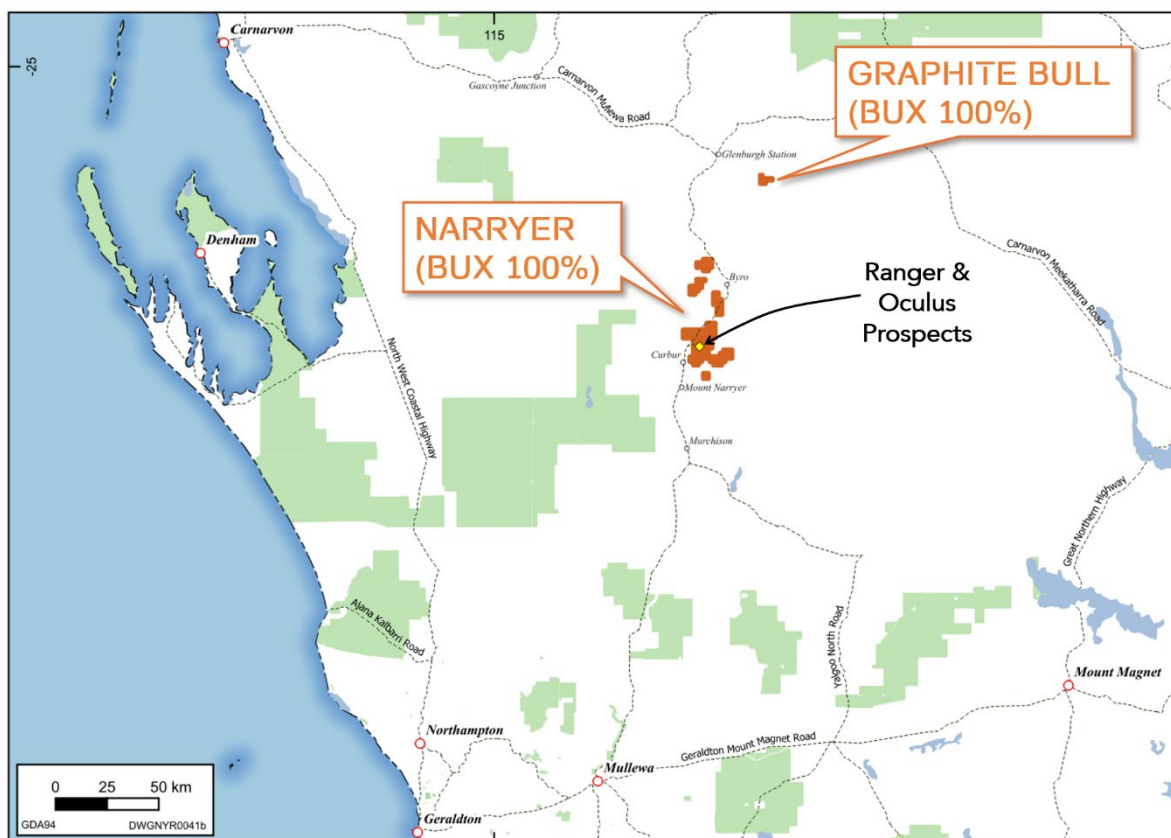 115
Carnarvon
-25
Gascoyne Junction
Carnarvon Mulewa Road
GRAPHITE BULL
(BUX 100%)
Glenburgh Station
NARRYER
(BUX 100%)
Denham
Byro
Ranger &
Oculus
Prospects
Carnarvon Meekatharra Road
North West Coastal Highway
Curbur
Mount Narryer
Murchison
Great Northern Highway
Ajana Kalbarri Road
Yalgoo North Road
Mount Magnet
Northampton
Geraldton Mount Magnet Road
Mullewa
0 25 50 km
GDA94 DWGNYR0041b
Geraldton